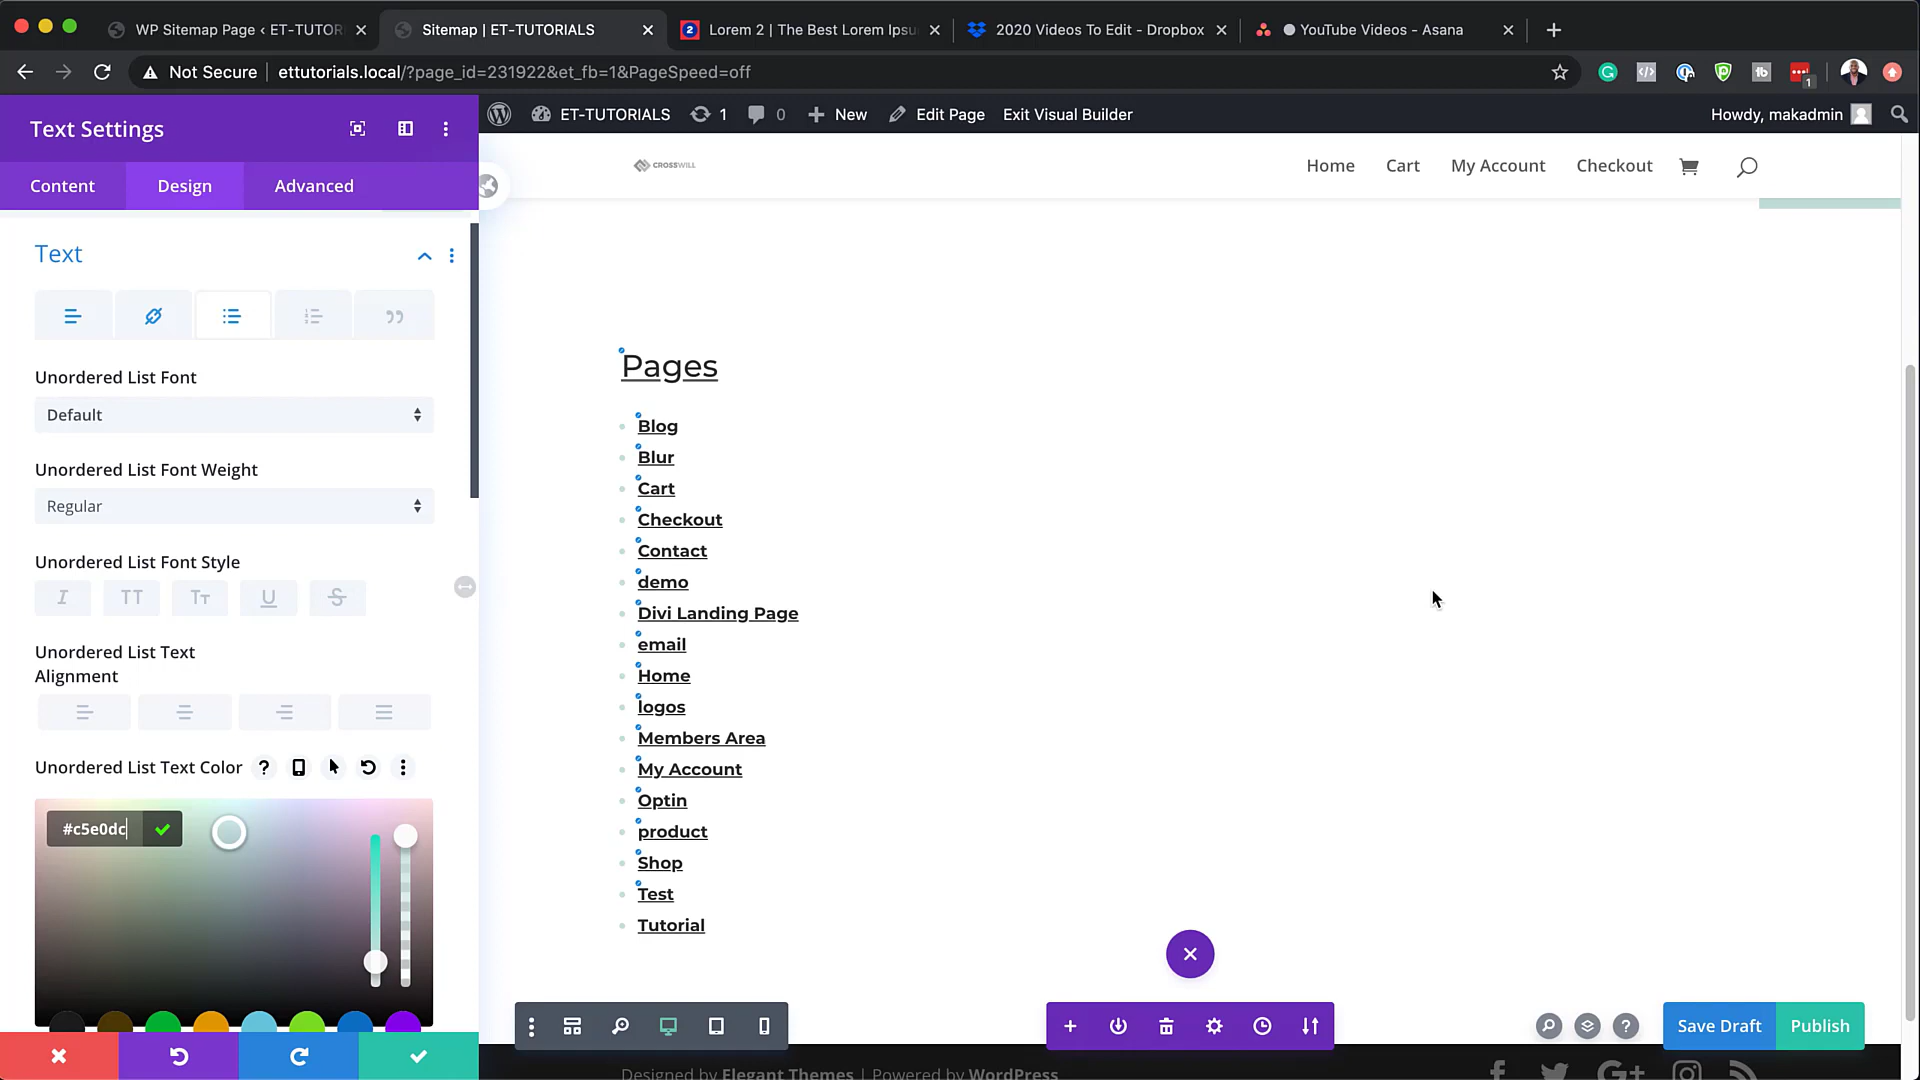 WP Sitemap Page ‹ ET-TUTOR
Sitemap | ET-TUTORIALS
Lorem 2 | The Best Lorem Ipsu
2020 Videos To Edit - Dropbox
YouTube Videos - Asana
Not Secure
ettutorials.local/?page_id=231922&et_fb=1&PageSpeed=off
1
Text Settings
ET-TUTORIALS
1
0
New
Edit Page
Exit Visual Builder
Howdy, makadmin
Content
Design
Advanced
CROSSWILL
Home
Cart
My Account
Checkout
Text
Unordered List Font
Default
Unordered List Font Weight
Regular
Unordered List Font Style
I
TT
TT
U
S
Unordered List Text
Alignment
Unordered List Text Color
?
#c5e0dc
Pages
Blog
Blur
Cart
Checkout
Contact
demo
Divi Landing Page
email
Home
logos
Members Area
My Account
Optin
product
Shop
Test
Tutorial
?
Save Draft
Publish
Designed by Elegant Themes | Powered by WordPress